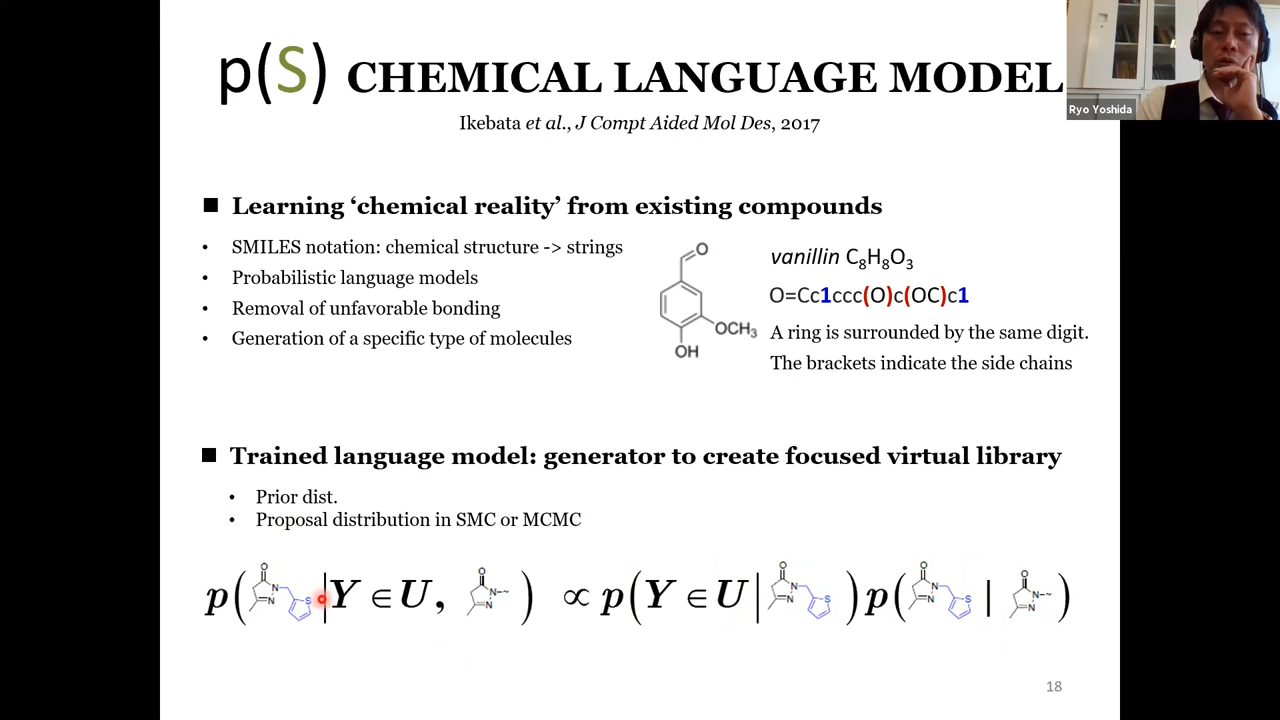 p(S) CHEMICAL LANGUAGE MODEL
Ryo Yoshida
Ikebata et al., J Compt Aided Mol Des, 2017
■ Learning ‘chemical reality’ from existing compounds
• SMILES notation: chemical structure -> strings
• Probabilistic language models
• Removal of unfavorable bonding
• Generation of a specific type of molecules
O
OCH₃
OH
vanillin C₈H₈O₃
O=Cc1ccc(O)c(OC)c1
A ring is surrounded by the same digit.
The brackets indicate the side chains
■ Trained language model: generator to create focused virtual library
• Prior dist.
• Proposal distribution in SMC or MCMC
p(O N N S | Y ∈ U, O N N ~) ∝ p(Y ∈ U | O N N S) p(O N N S | O N N ~)
18